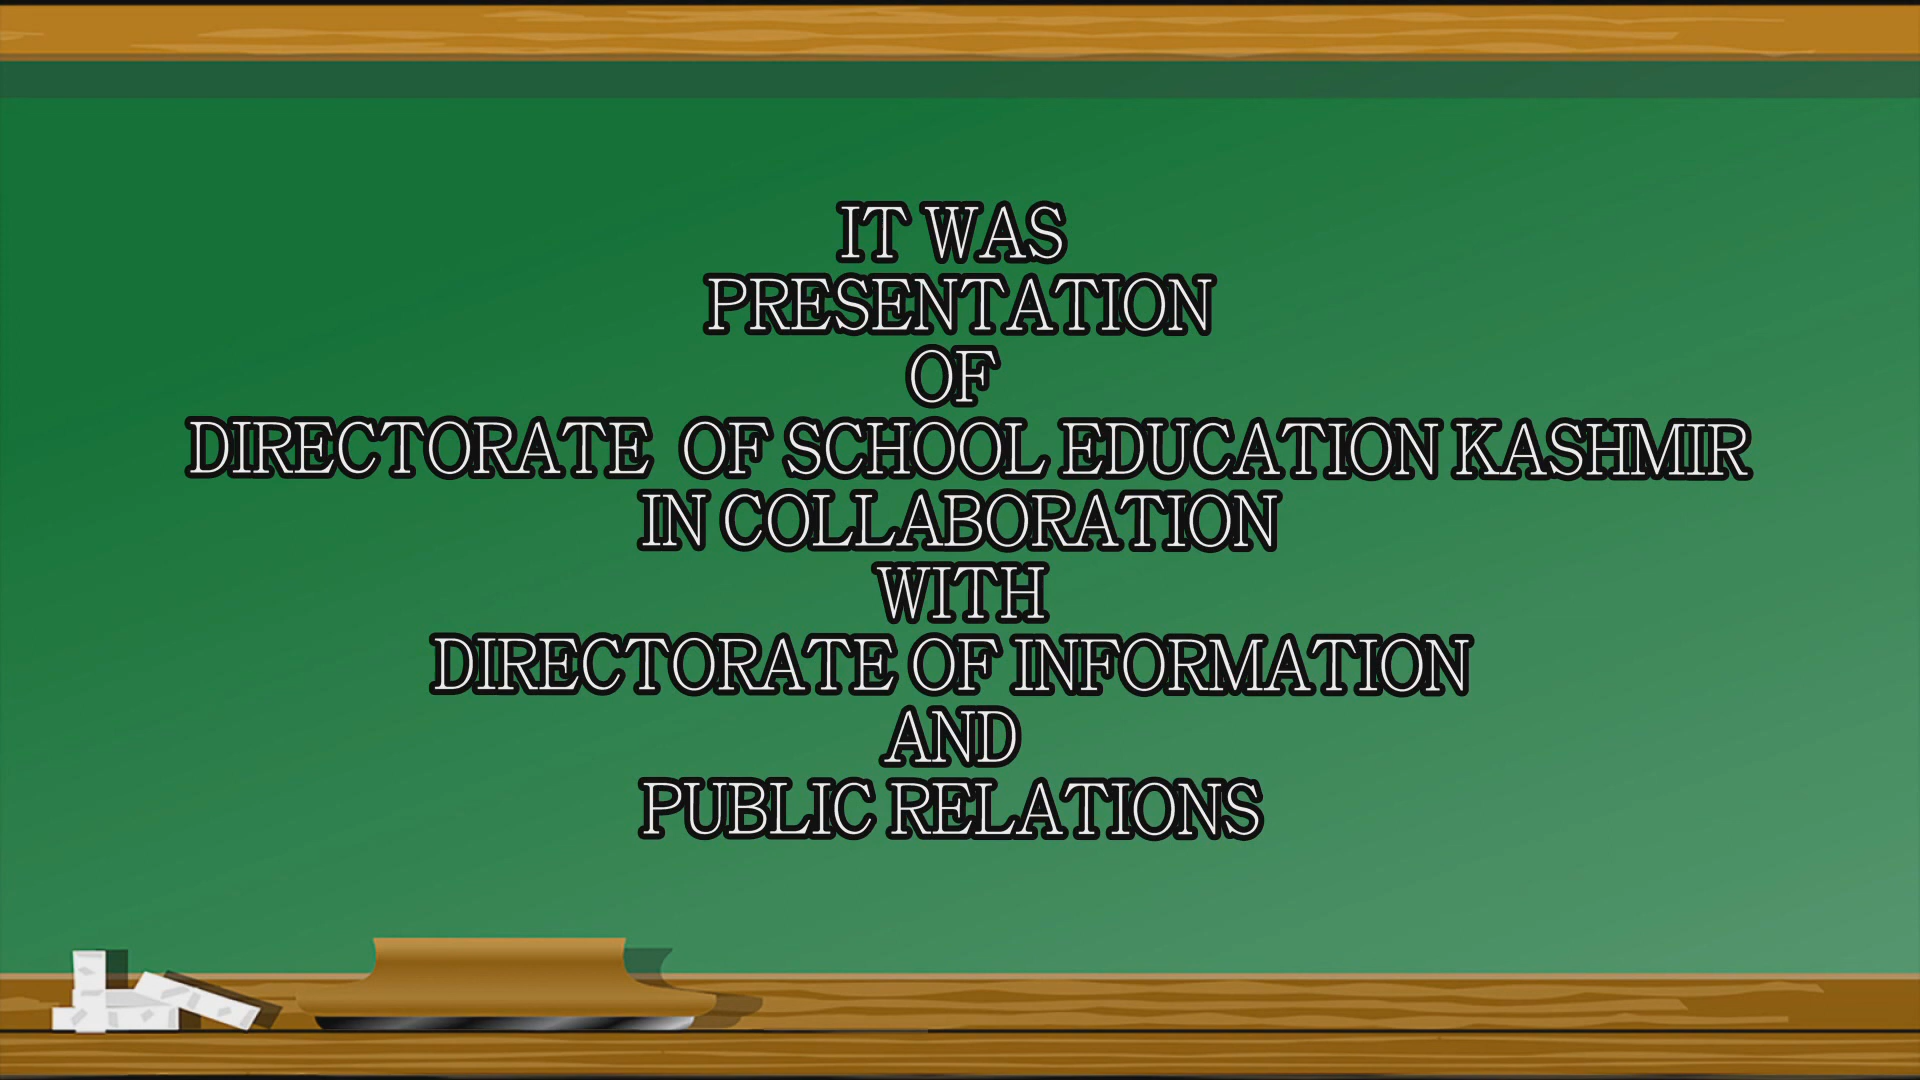 IT WAS
PRESENTATION
OF
DIRECTORATE OF SCHOOL EDUCATION KASHMIR
IN COLLABORATION
WITH
DIRECTORATE OF INFORMATION
AND
PUBLIC RELATIONS